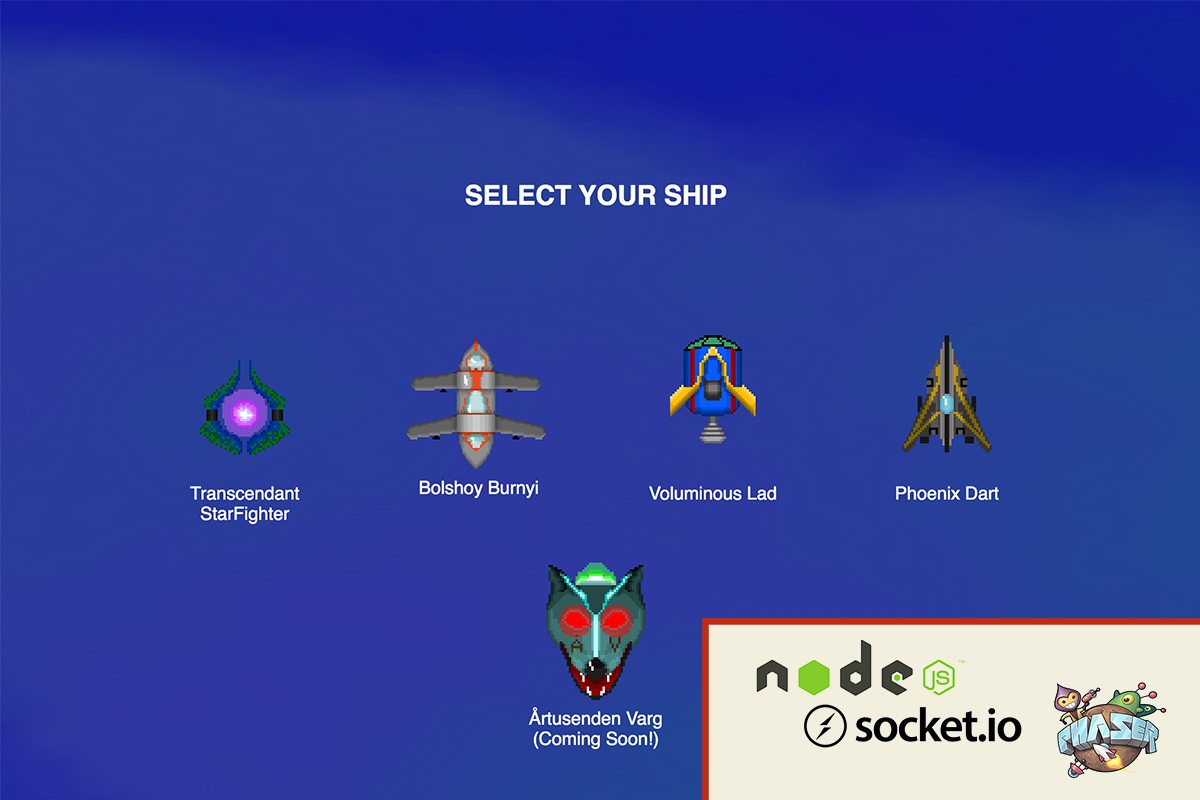 SELECT YOUR SHIP
Transcendant
StarFighter
Bolshoy Burnyi
Voluminous Lad
Phoenix Dart
Årtusenden Varg
(Coming Soon!)
node
JS
™
socket.io
PHASER